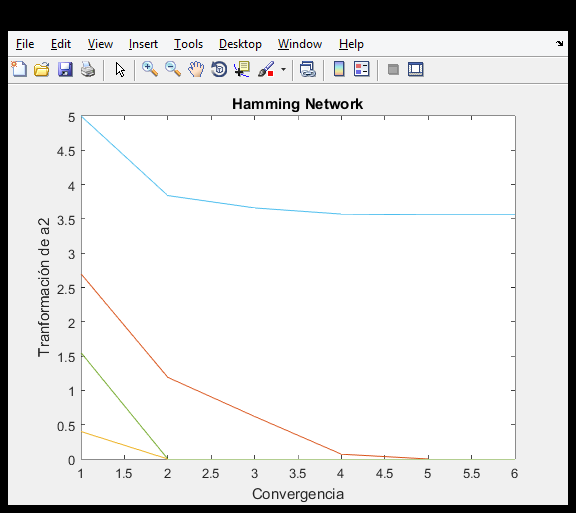 File Edit View Insert Tools Desktop Window Help
Hamming Network
5
4.5
4
3.5
3
2.5
2
1.5
1
0.5
0
Tranformación de a2
1 1.5 2 2.5 3 3.5 4 4.5 5 5.5 6
Convergencia